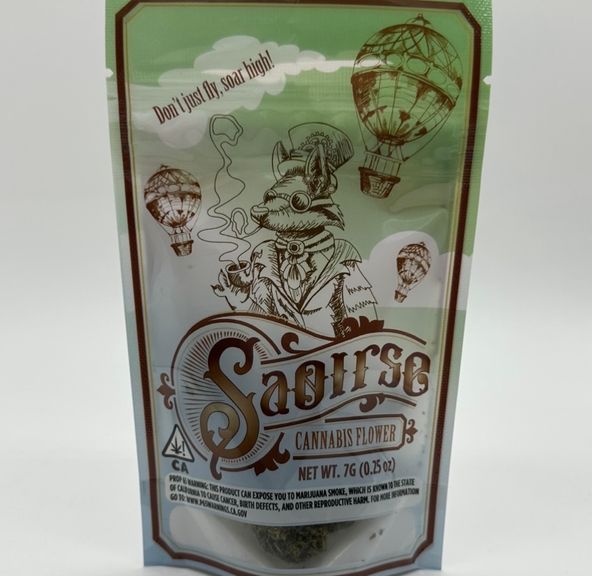 Don't just fly, soar high!
Saoirse
CANNABIS FLOWER
NET WT. 7G (0.25 oz)
CA
PROP 65 WARNING: THIS PRODUCT CAN EXPOSE YOU TO MARIJUANA SMOKE, WHICH IS KNOWN TO THE STATE
OF CALIFORNIA TO CAUSE CANCER, BIRTH DEFECTS, AND OTHER REPRODUCTIVE HARM. FOR MORE INFORMATION
GO TO: WWW.P65WARNINGS.CA.GOV